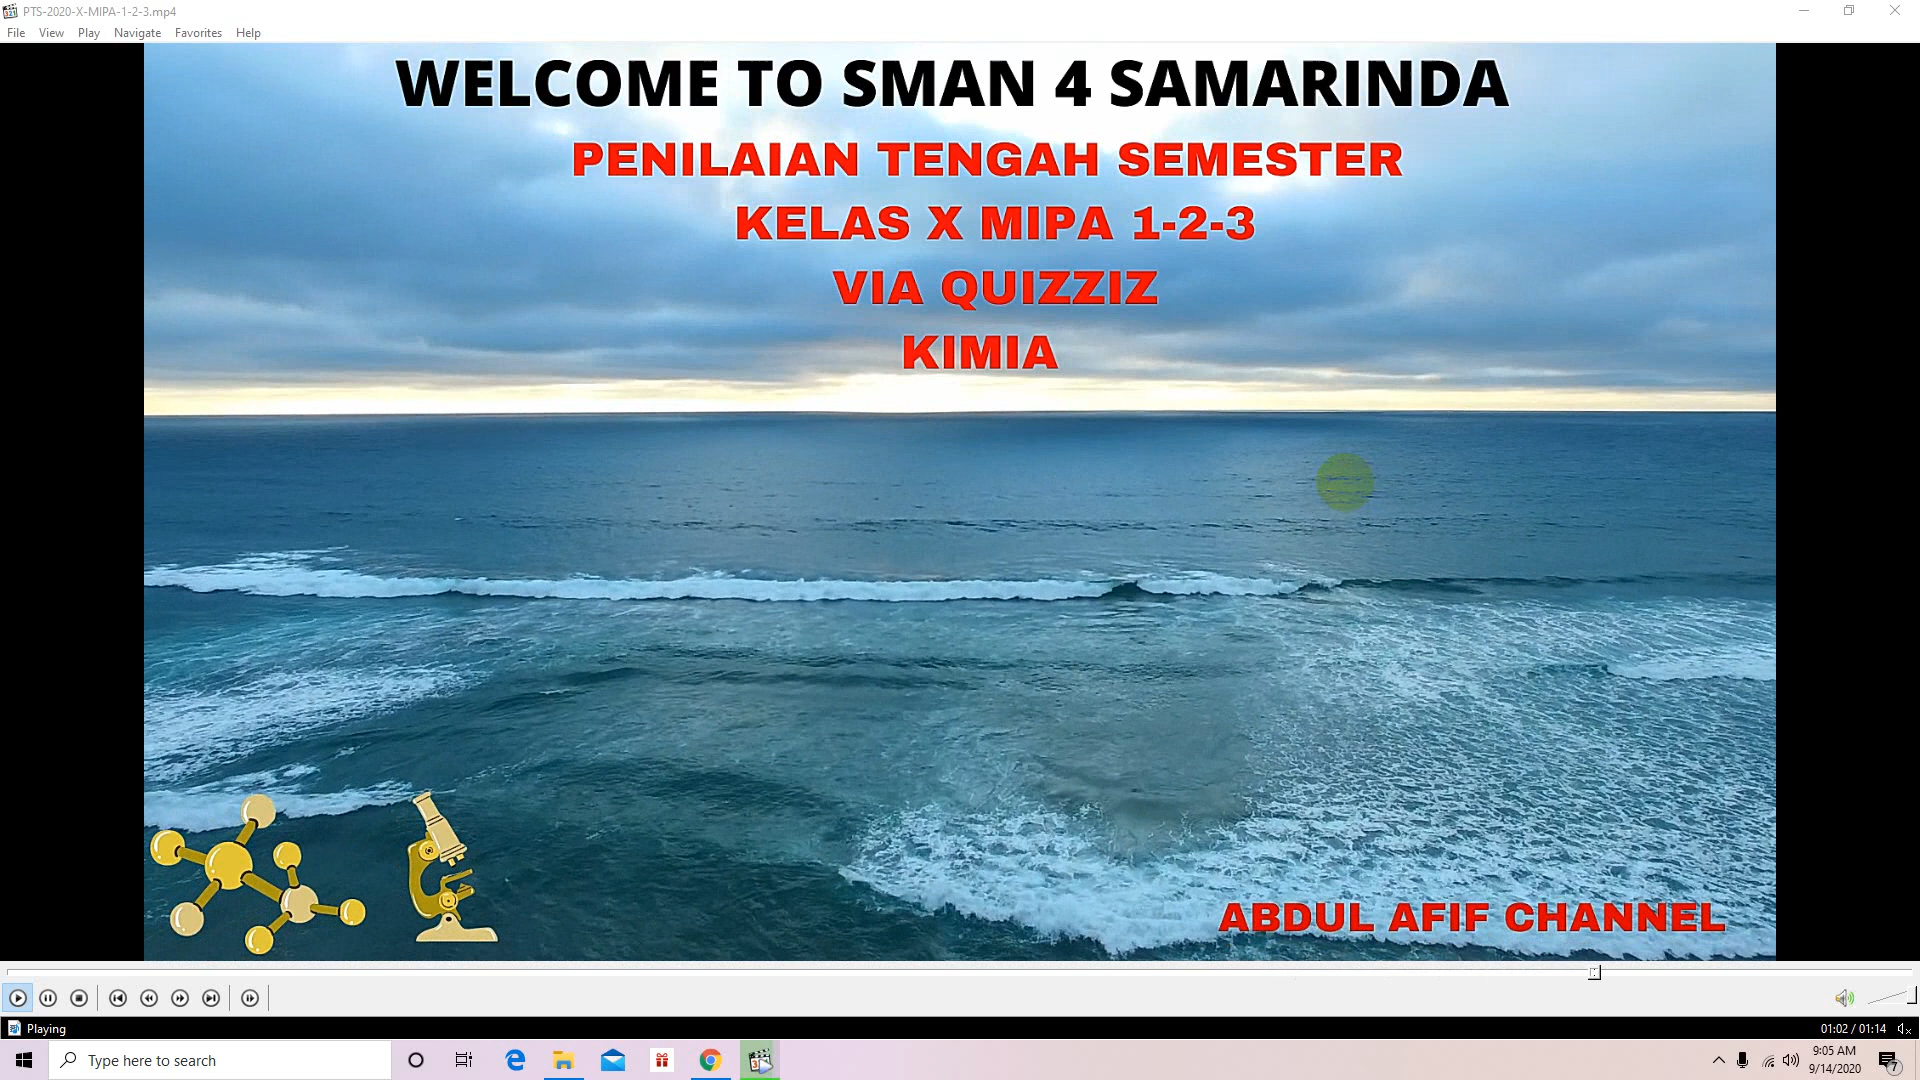 PTS-2020-X-MIPA-1-2-3.mp4
File View Play Navigate Favorites Help
WELCOME TO SMAN 4 SAMARINDA
PENILAIAN TENGAH SEMESTER
KELAS X MIPA 1-2-3
VIA QUIZZIZ
KIMIA
ABDUL AFIF CHANNEL
Playing
01:02 / 01:14
Type here to search
9:05 AM
9/14/2020
7